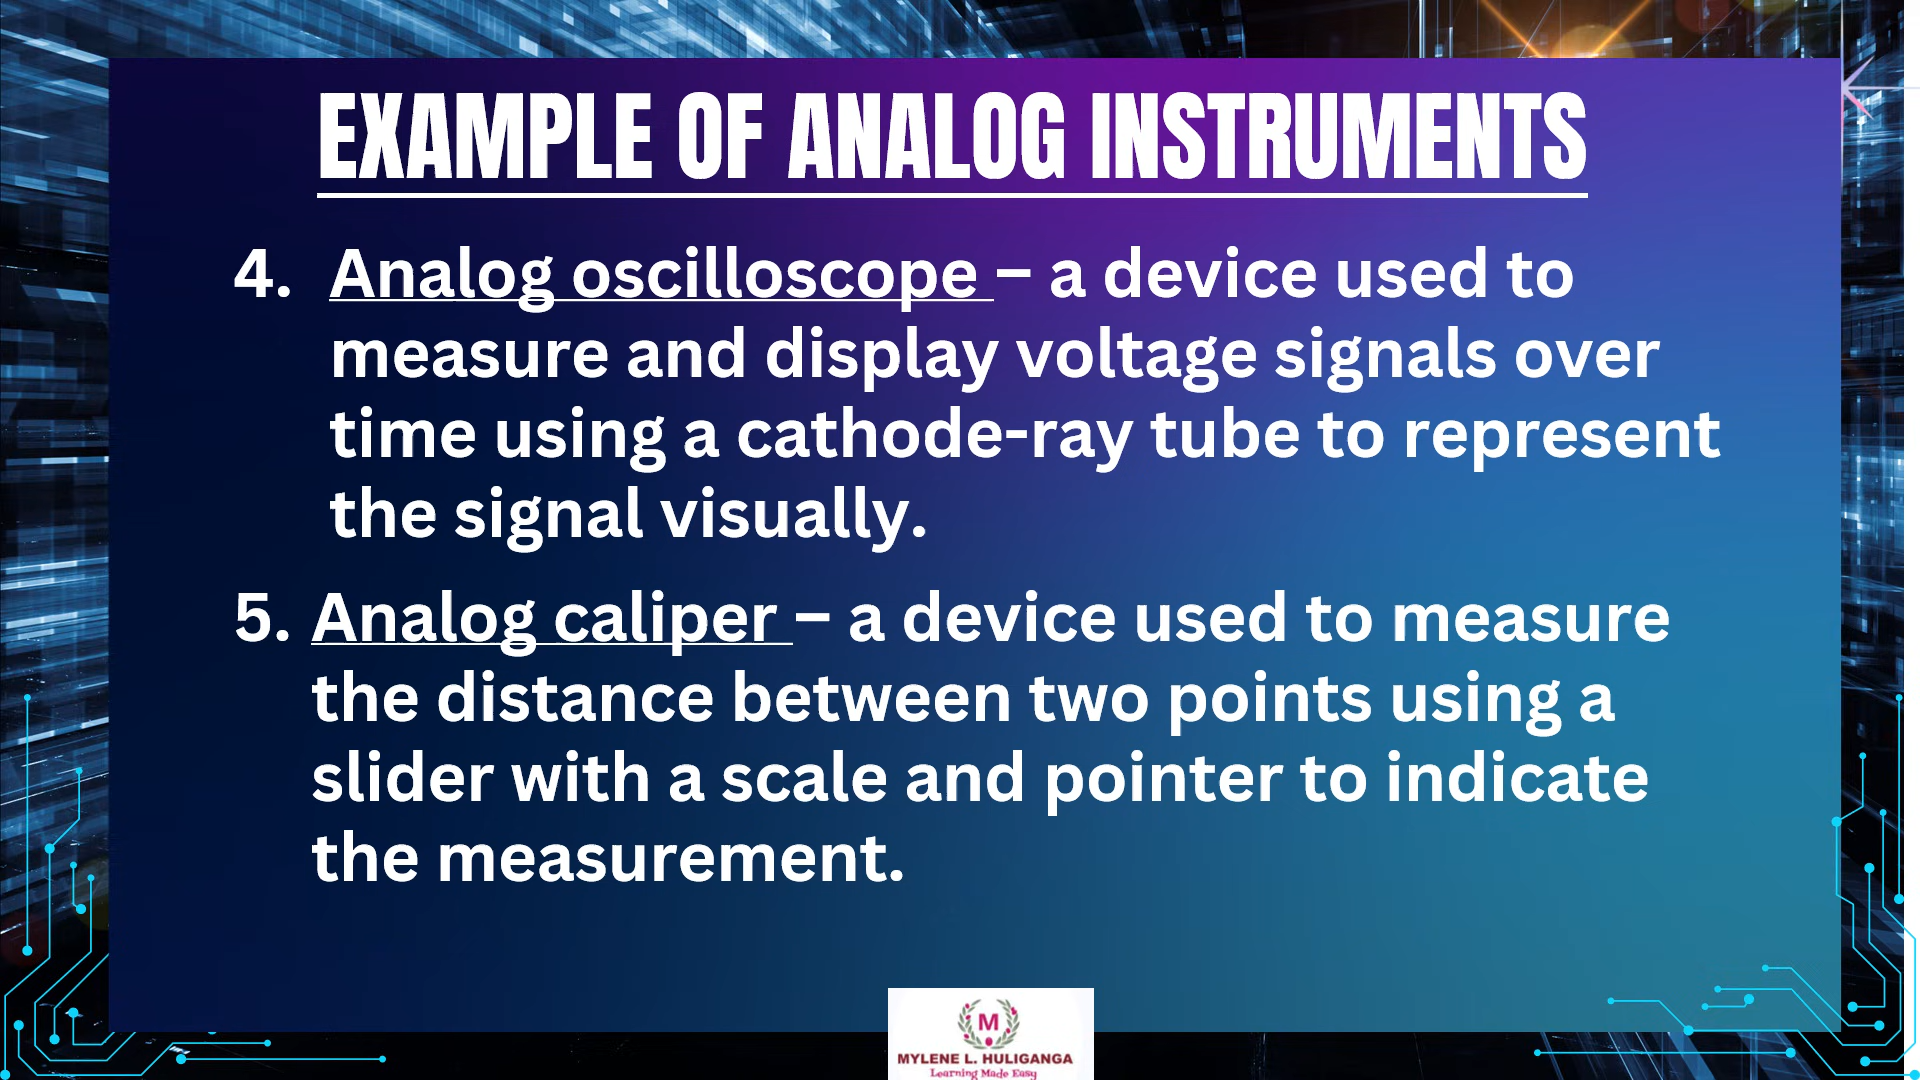 EXAMPLE OF ANALOG INSTRUMENTS
4. Analog oscilloscope – a device used to
measure and display voltage signals over
time using a cathode-ray tube to represent
the signal visually.
5. Analog caliper – a device used to measure
the distance between two points using a
slider with a scale and pointer to indicate
the measurement.
M
MYLENE L. HULIGANGA
Learning Made Easy